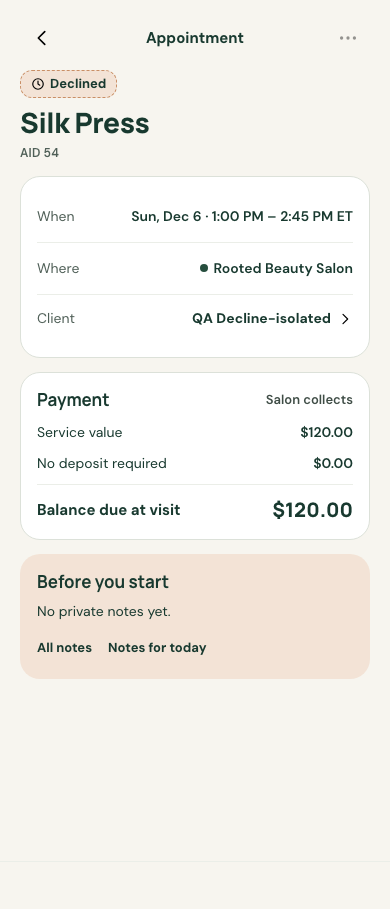 Appointment
Declined
Silk Press
AID 54
When Sun, Dec 6 · 1:00 PM – 2:45 PM ET
Where Rooted Beauty Salon
Client QA Decline-isolated
Payment Salon collects
Service value $120.00
No deposit required $0.00
Balance due at visit $120.00
Before you start
No private notes yet.
All notes Notes for today